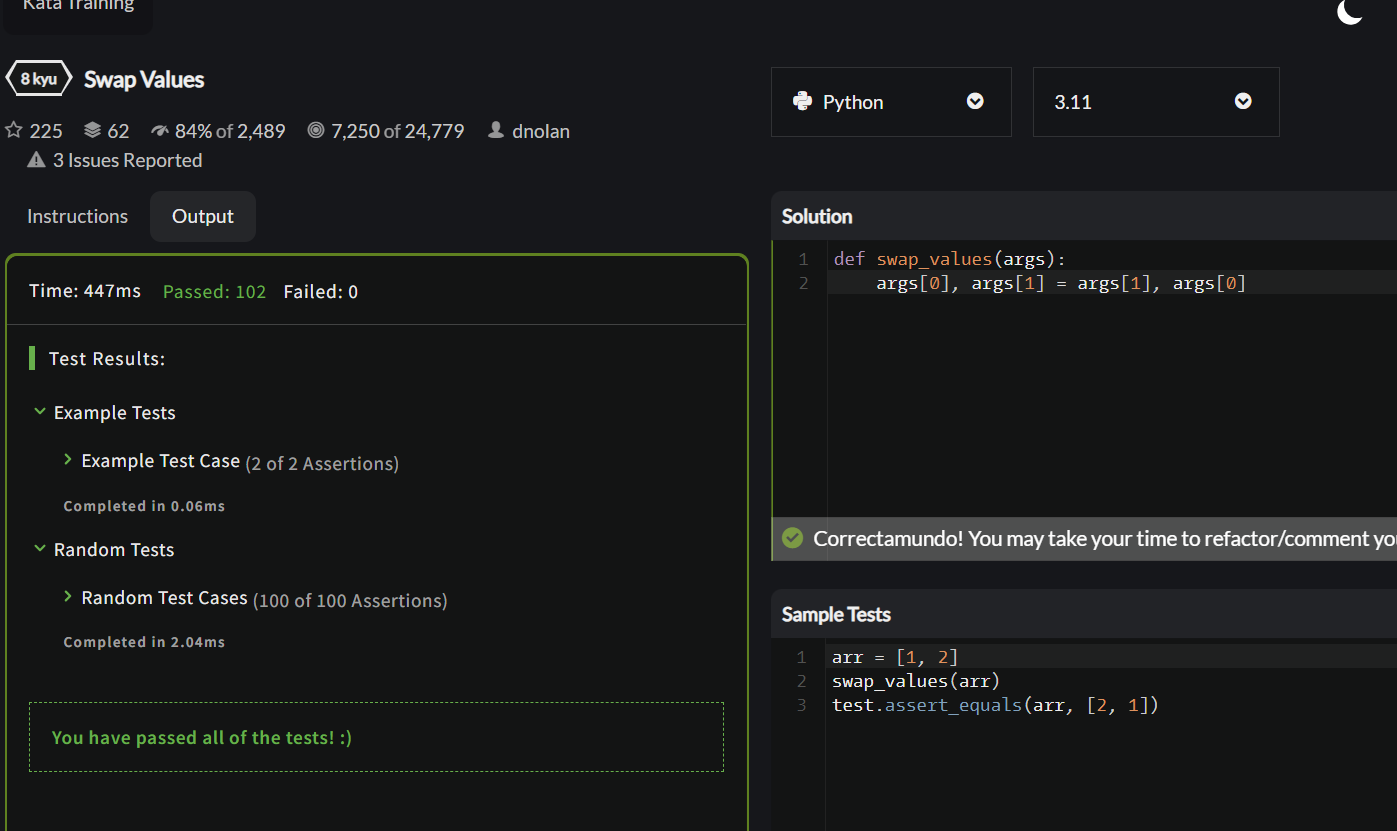 Kata Training
8 kyu Swap Values
225 62 84% of 2,489 7,250 of 24,779 dnolan
3 Issues Reported
Python 3.11
Instructions Output
Time: 447ms Passed: 102 Failed: 0
Test Results:
Example Tests
Example Test Case (2 of 2 Assertions)
Completed in 0.06ms
Random Tests
Random Test Cases (100 of 100 Assertions)
Completed in 2.04ms
You have passed all of the tests! :)
Solution
1 def swap_values(args):
2     args[0], args[1] = args[1], args[0]
Correctamundo! You may take your time to refactor/comment yo
Sample Tests
1 arr = [1, 2]
2 swap_values(arr)
3 test.assert_equals(arr, [2, 1])